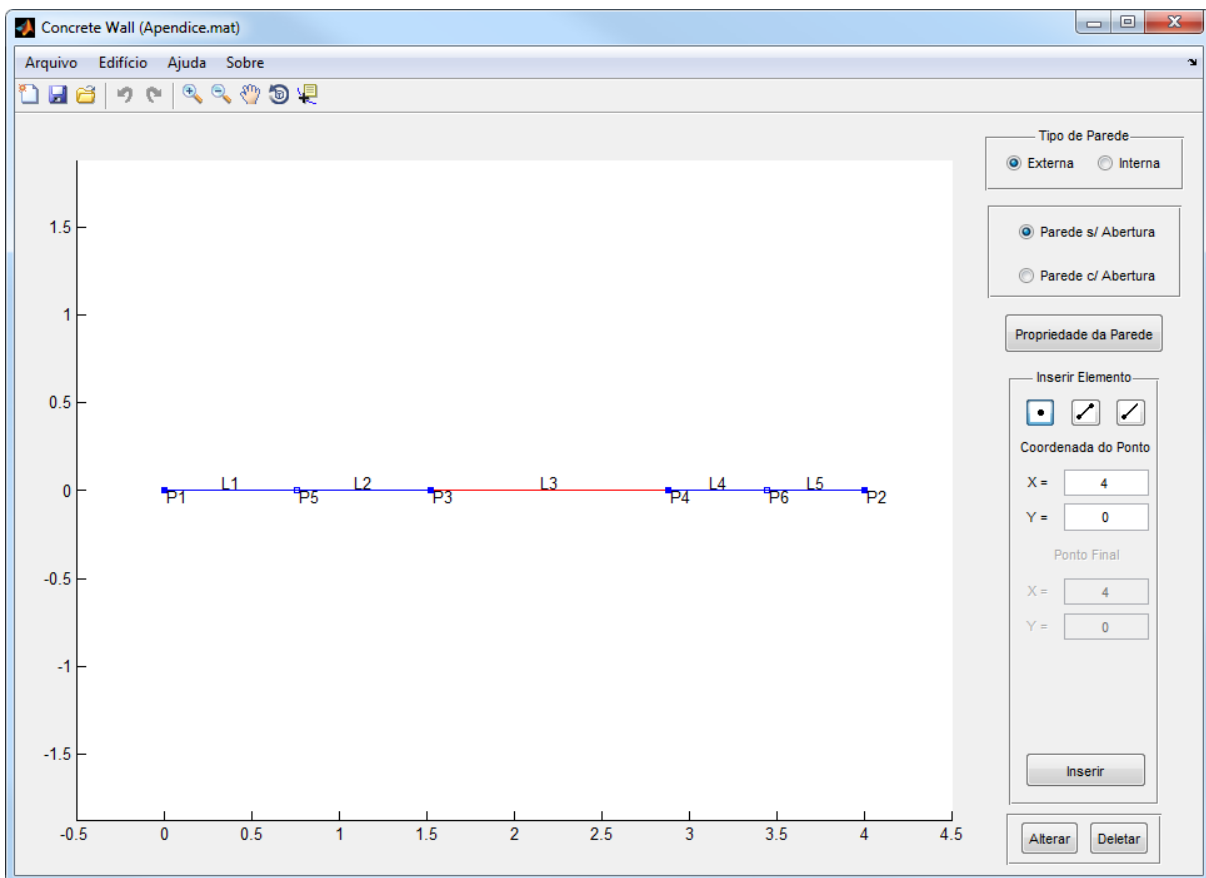 Concrete Wall (Apendice.mat)
Arquivo Edifício Ajuda Sobre
Tipo de Parede
Externa Interna
Parede s/ Abertura
Parede c/ Abertura
Propriedade da Parede
Inserir Elemento
Coordenada do Ponto
X = 4
Y = 0
Ponto Final
X = 4
Y = 0
Inserir
Alterar Deletar
1.5
1
0.5
0
-0.5
-1
-1.5
L1 L2 L3 L4 L5
P1 P5 P3 P4 P6 P2
-0.5 0 0.5 1 1.5 2 2.5 3 3.5 4 4.5